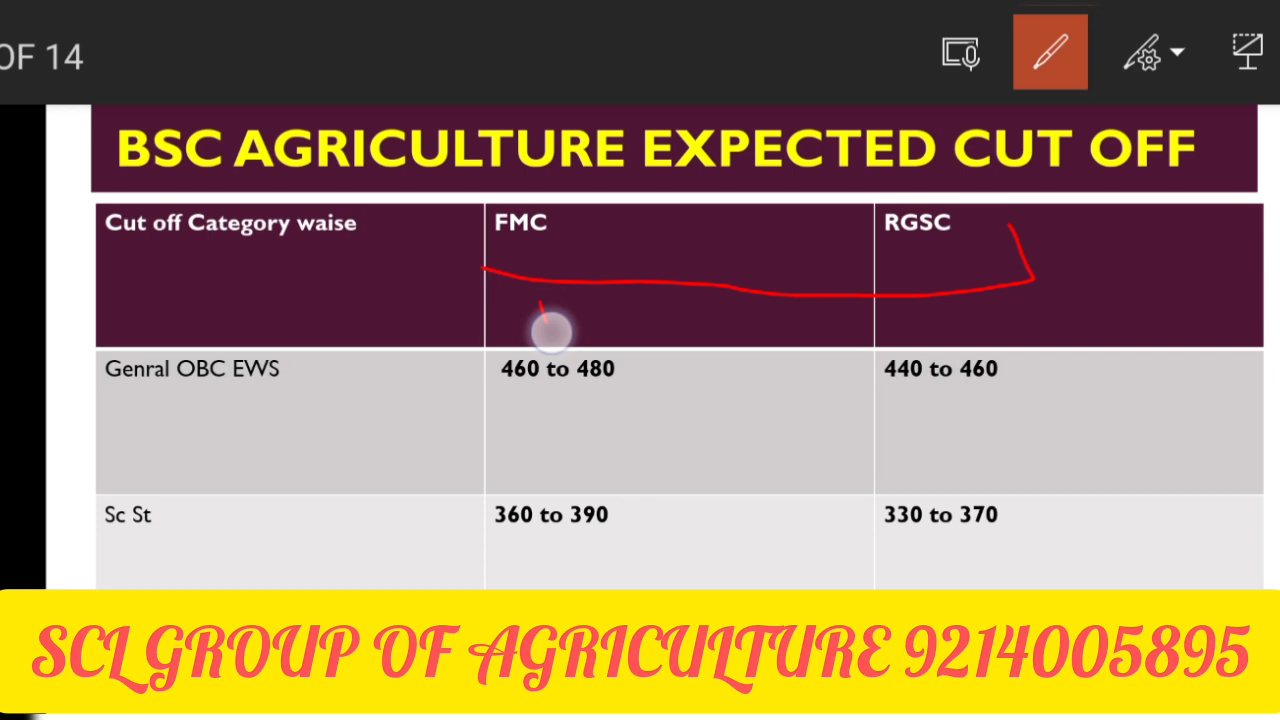 OF 14
BSC AGRICULTURE EXPECTED CUT OFF
Cut off Category waise FMC RGSC
Genral OBC EWS 460 to 480 440 to 460
Sc St 360 to 390 330 to 370
SCL GROUP OF AGRICULTURE 9214005895